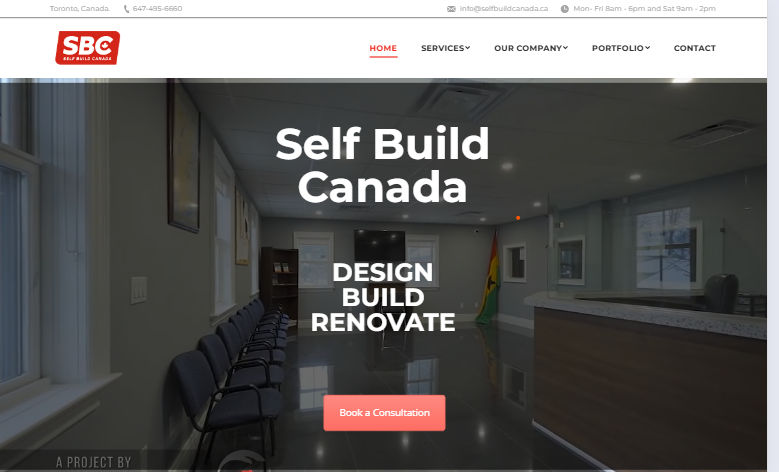 Toronto, Canada.
647-495-6660
info@selfbuildcanada.ca
Mon- Fri 8am - 6pm and Sat 9am - 2pm
SBC
SELF BUILD CANADA
HOME
SERVICES
OUR COMPANY
PORTFOLIO
CONTACT
Self Build
Canada
DESIGN
BUILD
RENOVATE
Book a Consultation
A PROJECT BY